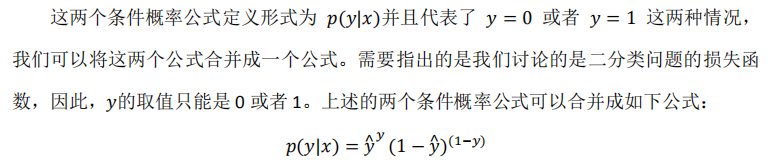 这两个条件概率公式定义形式为 p(y|x)并且代表了 y = 0 或者 y = 1 这两种情况，
我们可以将这两个公式合并成一个公式。需要指出的是我们讨论的是二分类问题的损失函
数，因此，y的取值只能是 0 或者 1。上述的两个条件概率公式可以合并成如下公式：
p(y|x) = ŷ^y (1 − ŷ)^(1−y)